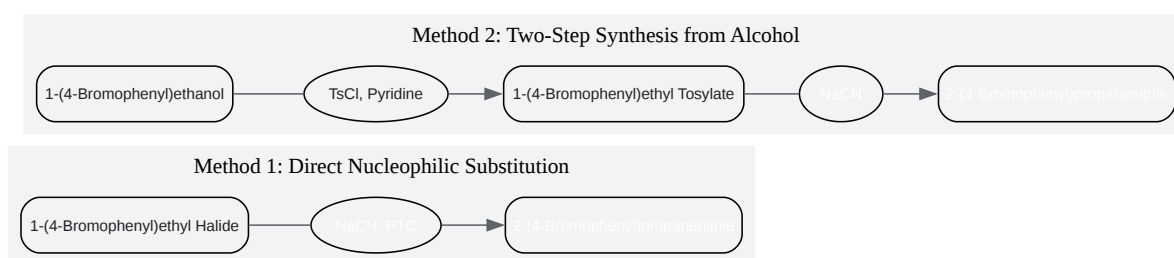 Method 2: Two-Step Synthesis from Alcohol
1-(4-Bromophenyl)ethanol
TsCl, Pyridine
1-(4-Bromophenyl)ethyl Tosylate
NaCN
2-(4-Bromophenyl)propanenitrile
Method 1: Direct Nucleophilic Substitution
1-(4-Bromophenyl)ethyl Halide
NaCN, PTC
2-(4-Bromophenyl)propanenitrile